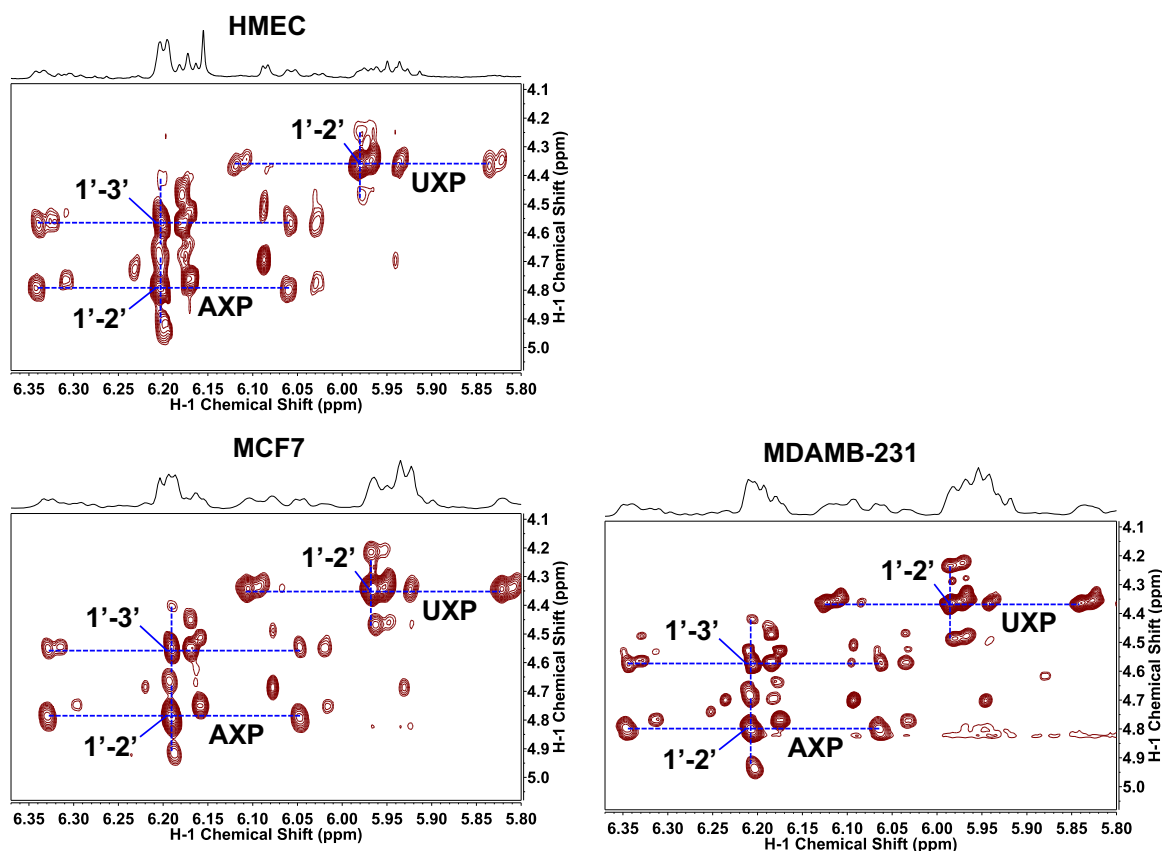 HMEC
4.1
4.2
1'-2'
4.3
UXP
4.4
1'-3'
4.5
4.6
4.7
1'-2'
AXP
4.8
4.9
5.0
H-1 Chemical Shift (ppm)
6.35 6.30 6.25 6.20 6.15 6.10 6.05 6.00 5.95 5.90 5.85 5.80
H-1 Chemical Shift (ppm)
MCF7
4.1
4.2
1'-2'
4.3
UXP
4.4
1'-3'
4.5
4.6
4.7
1'-2'
AXP
4.8
4.9
5.0
H-1 Chemical Shift (ppm)
6.35 6.30 6.25 6.20 6.15 6.10 6.05 6.00 5.95 5.90 5.85 5.80
H-1 Chemical Shift (ppm)
MDAMB-231
4.1
4.2
1'-2'
4.3
UXP
4.4
1'-3'
4.5
4.6
4.7
1'-2'
AXP
4.8
4.9
5.0
H-1 Chemical Shift (ppm)
6.35 6.30 6.25 6.20 6.15 6.10 6.05 6.00 5.95 5.90 5.85 5.80
H-1 Chemical Shift (ppm)